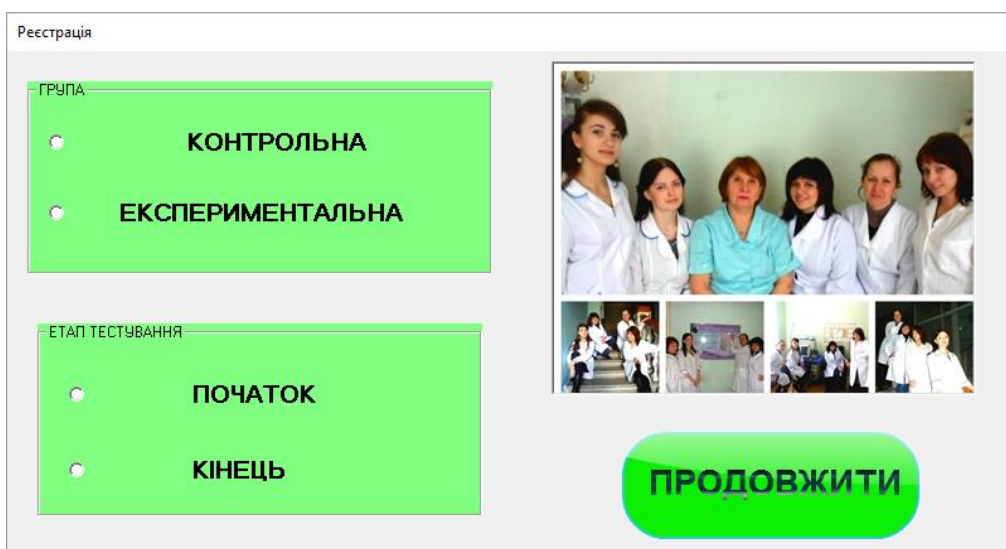 Реєстрація
ГРУПА
КОНТРОЛЬНА
ЕКСПЕРИМЕНТАЛЬНА
ЕТАП ТЕСТУВАННЯ
ПОЧАТОК
КІНЕЦЬ
ПРОДОВЖИТИ